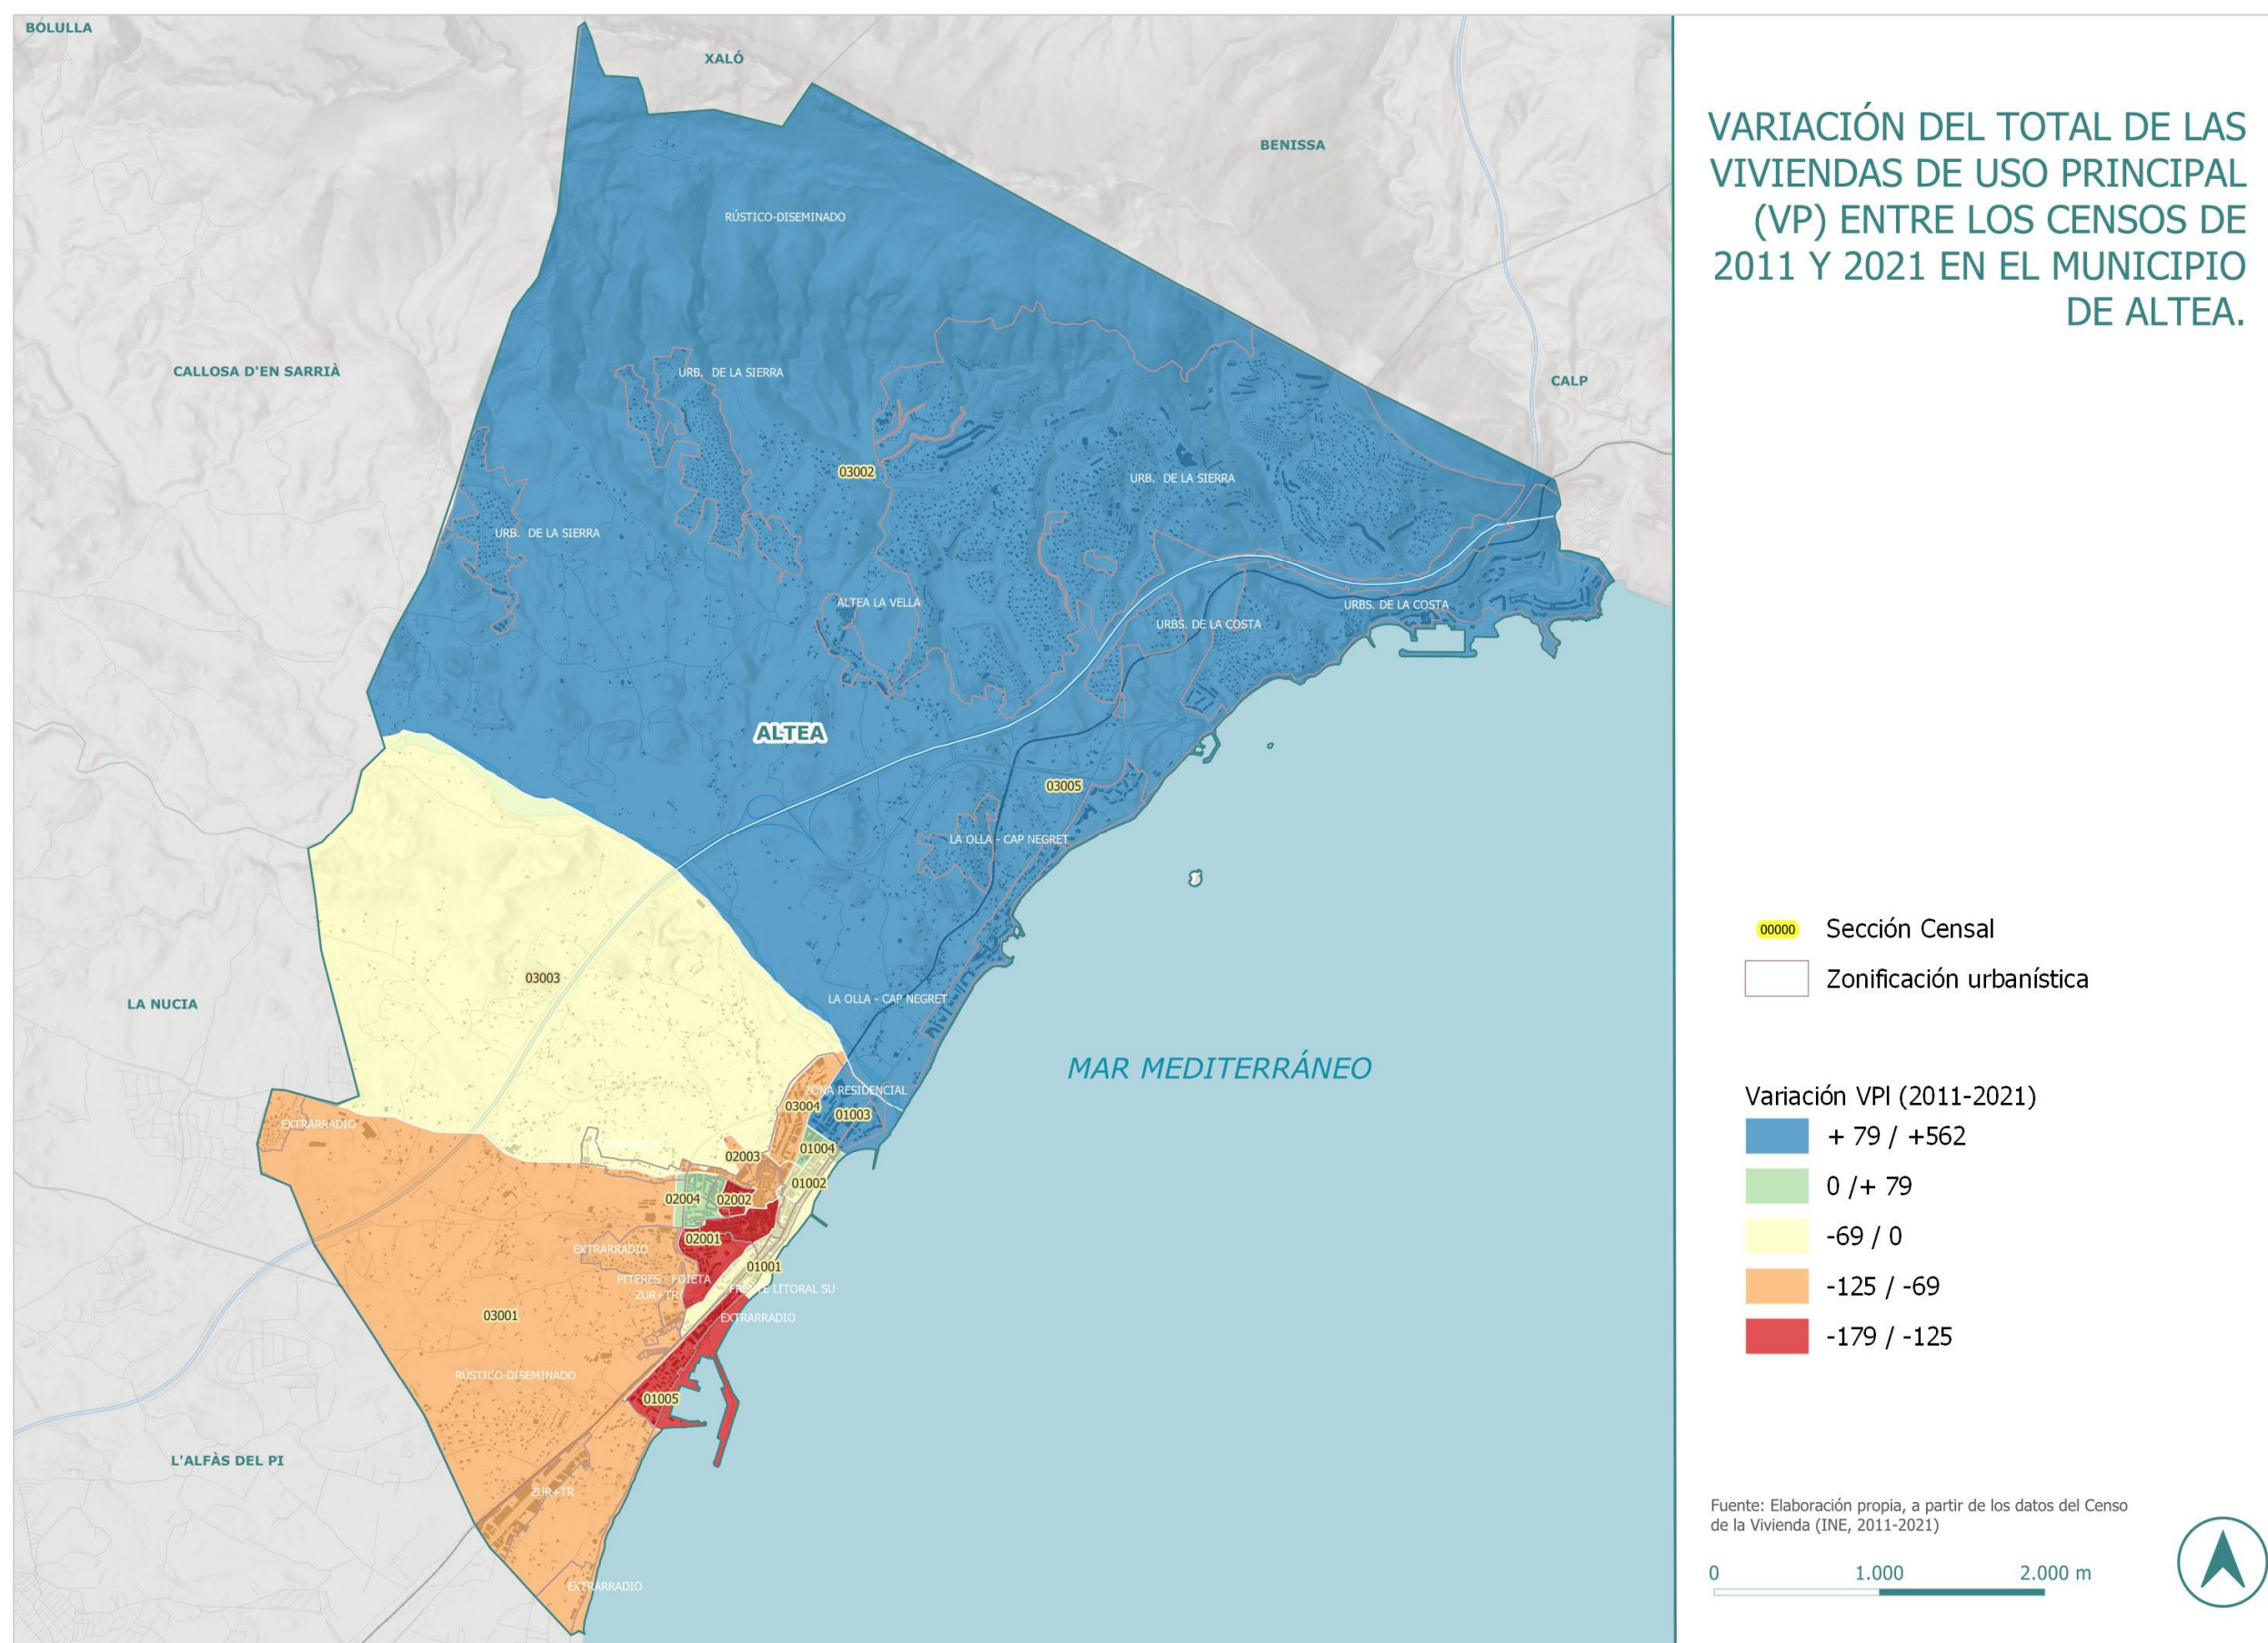 BOLULLA
XALÓ
BENISSA
RÚSTICO-DISEMINADO
CALLOSA D'EN SARRIÀ
URB. DE LA SIERRA
CALP
03002
URB. DE LA SIERRA
URB. DE LA SIERRA
ALTEA LA VELLA
URBS. DE LA COSTA
URBS. DE LA COSTA
ALTEA
03005
LA OLLA - CAP NEGRET
03003
LA OLLA - CAP NEGRET
LA NUCIA
MAR MEDITERRÁNEO
ZONA RESIDENCIAL
03004
01003
EXTRARRADIO
01004
02003
01002
02004
02002
02001
EXTRARRADIO
01001
PITERES - FOIETA
FRENTE LITORAL SU
ZUR+TR
EXTRARRADIO
03001
RÚSTICO-DISEMINADO
01005
L'ALFÀS DEL PI
ZUR+TR
EXTRARRADIO
VARIACIÓN DEL TOTAL DE LAS
VIVIENDAS DE USO PRINCIPAL
(VP) ENTRE LOS CENSOS DE
2011 Y 2021 EN EL MUNICIPIO
DE ALTEA.
00000 Sección Censal
Zonificación urbanística
Variación VPI (2011-2021)
+ 79 / +562
0 /+ 79
-69 / 0
-125 / -69
-179 / -125
Fuente: Elaboración propia, a partir de los datos del Censo
de la Vivienda (INE, 2011-2021)
0 1.000 2.000 m